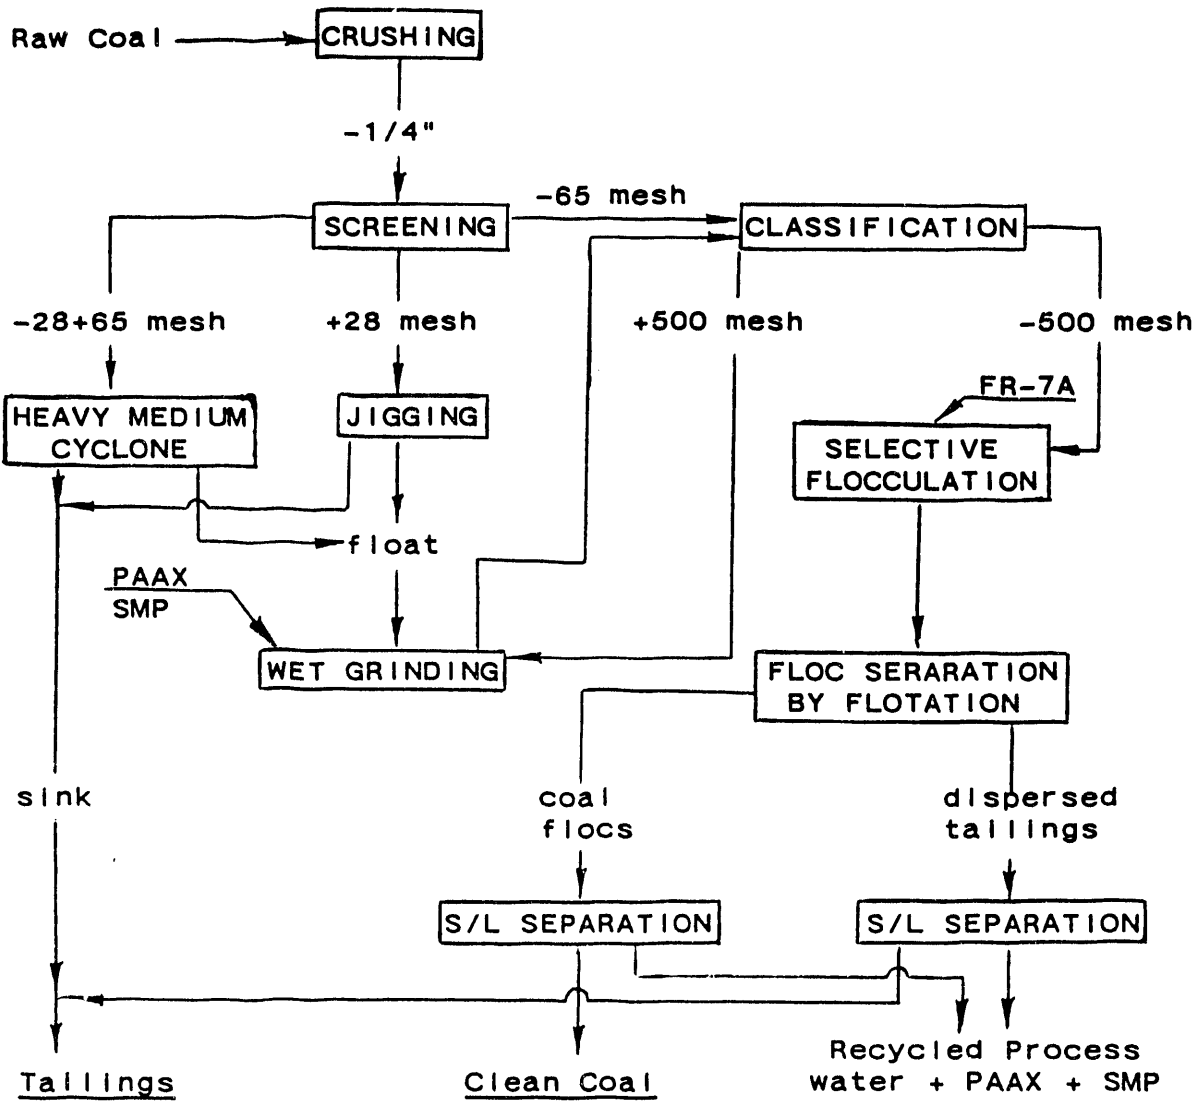 Raw Coal
CRUSHING
-1/4"
-65 mesh
SCREENING
CLASSIFICATION
-28+65 mesh
+28 mesh
+500 mesh
-500 mesh
FR-7A
HEAVY MEDIUM
CYCLONE
JIGGING
SELECTIVE
FLOCCULATION
float
PAAX
SMP
WET GRINDING
FLOC SERARATION
BY FLOTATION
sink
coal
flocs
dispersed
tailings
S/L SEPARATION
S/L SEPARATION
Tailings
Clean Coal
Recycled Process
water + PAAX + SMP